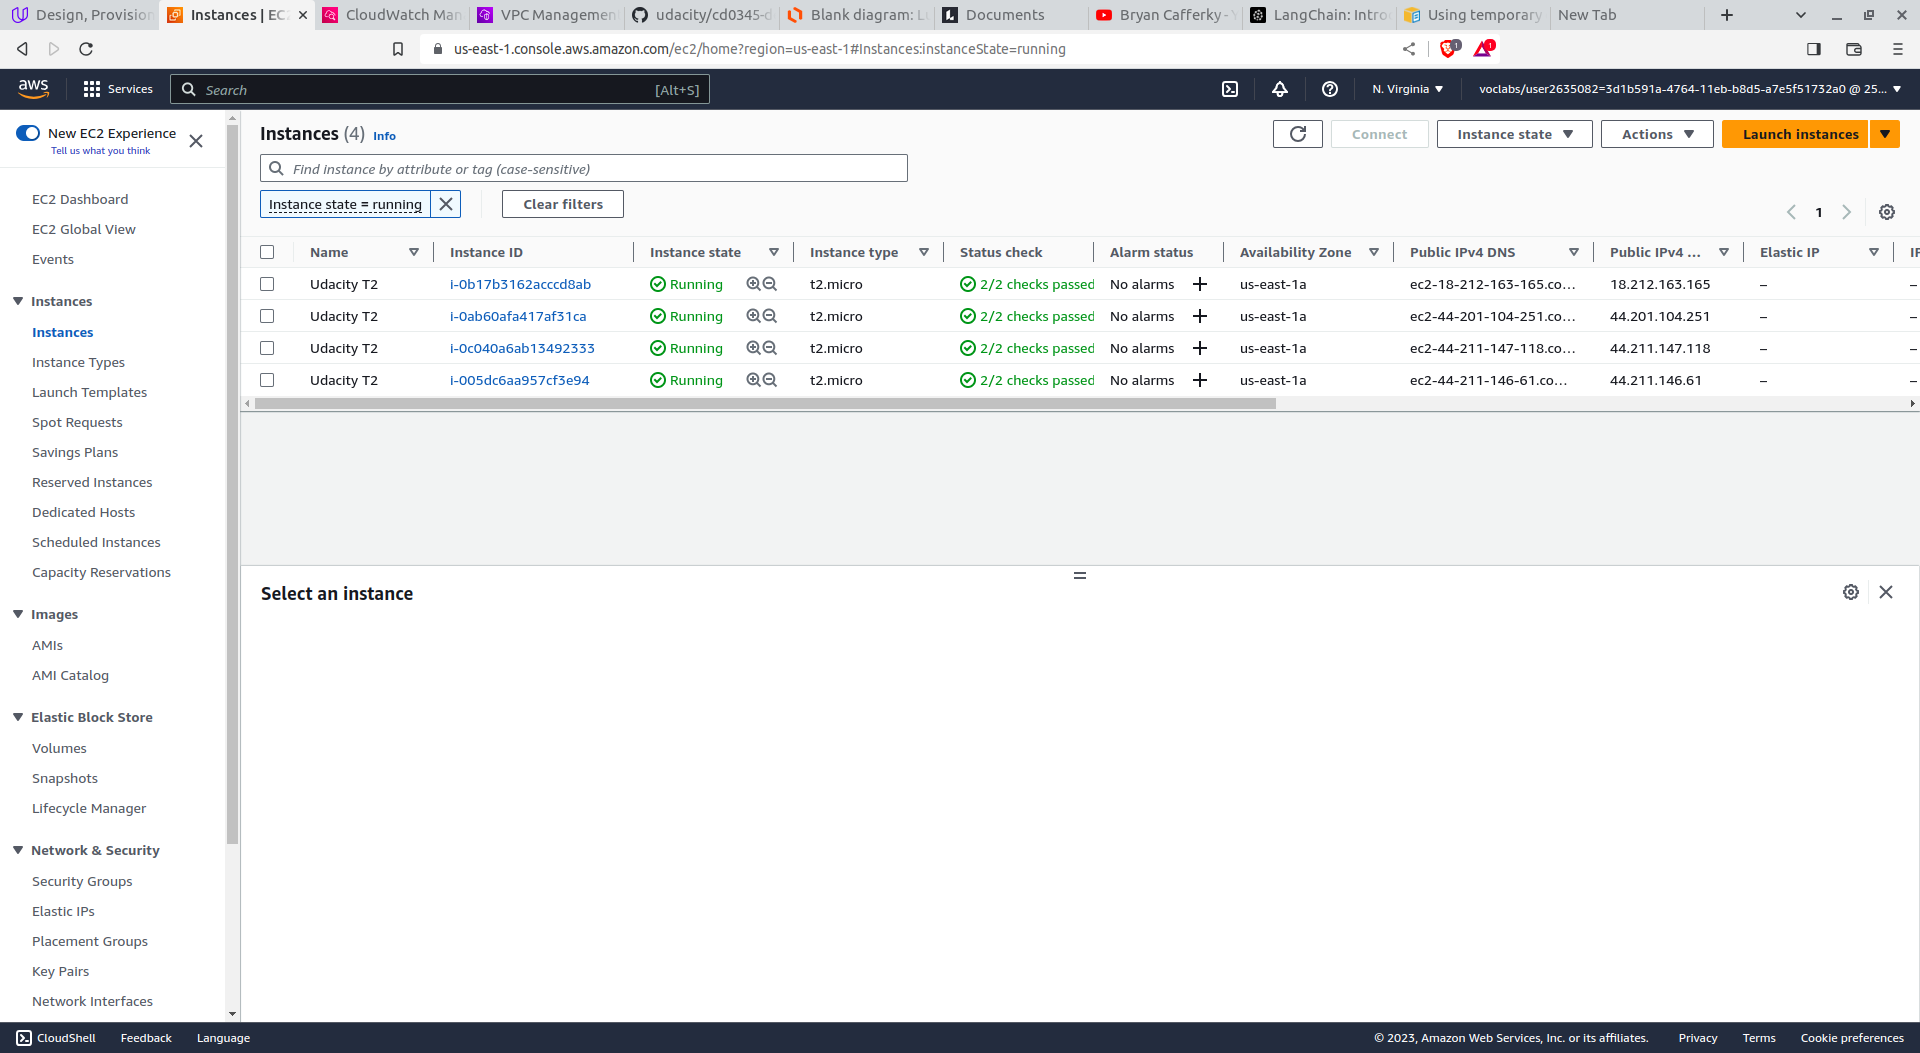 Design, Provision Instances | EC2 CloudWatch Man VPC Managemen udacity/cd0345-d Blank diagram: L Documents Bryan Cafferky - Y LangChain: Intro Using temporary New Tab
us-east-1.console.aws.amazon.com/ec2/home?region=us-east-1#Instances:instanceState=running 1 1
aws Services Search [Alt+S] N. Virginia voclabs/user2635082=3d1b591a-4764-11eb-b8d5-a7e5f51732a0 @ 25...
New EC2 Experience
Tell us what you think
EC2 Dashboard
EC2 Global View
Events
Instances
Instances
Instance Types
Launch Templates
Spot Requests
Savings Plans
Reserved Instances
Dedicated Hosts
Scheduled Instances
Capacity Reservations
Images
AMIs
AMI Catalog
Elastic Block Store
Volumes
Snapshots
Lifecycle Manager
Network & Security
Security Groups
Elastic IPs
Placement Groups
Key Pairs
Network Interfaces
Instances (4) Info Connect Instance state Actions Launch instances
Find instance by attribute or tag (case-sensitive)
Instance state = running Clear filters 1
Name Instance ID Instance state Instance type Status check Alarm status Availability Zone Public IPv4 DNS Public IPv4 ... Elastic IP IP
Udacity T2 i-0b17b3162acccd8ab Running t2.micro 2/2 checks passed No alarms us-east-1a ec2-18-212-163-165.co... 18.212.163.165 – –
Udacity T2 i-0ab60afa417af31ca Running t2.micro 2/2 checks passed No alarms us-east-1a ec2-44-201-104-251.co... 44.201.104.251 – –
Udacity T2 i-0c040a6ab13492333 Running t2.micro 2/2 checks passed No alarms us-east-1a ec2-44-211-147-118.co... 44.211.147.118 – –
Udacity T2 i-005dc6aa957cf3e94 Running t2.micro 2/2 checks passed No alarms us-east-1a ec2-44-211-146-61.co... 44.211.146.61 – –
Select an instance
CloudShell Feedback Language © 2023, Amazon Web Services, Inc. or its affiliates. Privacy Terms Cookie preferences